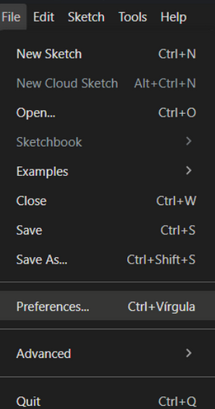 File Edit Sketch Tools Help
New Sketch Ctrl+N
New Cloud Sketch Alt+Ctrl+N
Open... Ctrl+O
Sketchbook
Examples
Close Ctrl+W
Save Ctrl+S
Save As... Ctrl+Shift+S
Preferences... Ctrl+Vírgula
Advanced
Quit Ctrl+Q